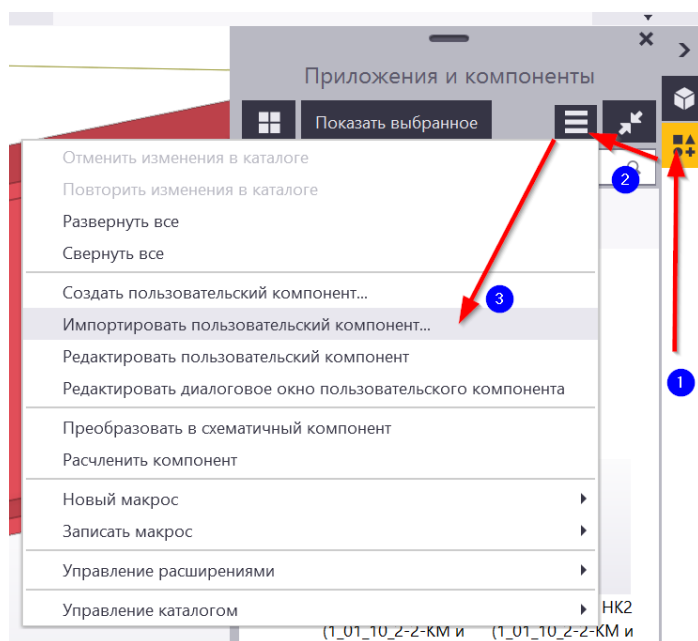 Приложения и компоненты
Показать выбранное
Отменить изменения в каталоге
2
Повторить изменения в каталоге
Развернуть все
Свернуть все
Создать пользовательский компонент...
3
Импортировать пользовательский компонент...
Редактировать пользовательский компонент
1
Редактировать диалоговое окно пользовательского компонента
Преобразовать в схематичный компонент
Расчленить компонент
Новый макрос
Записать макрос
Управление расширениями
Управление каталогом
НК2
(1_01_10_2-2-КМ и (1_01_10_2-2-КМ и